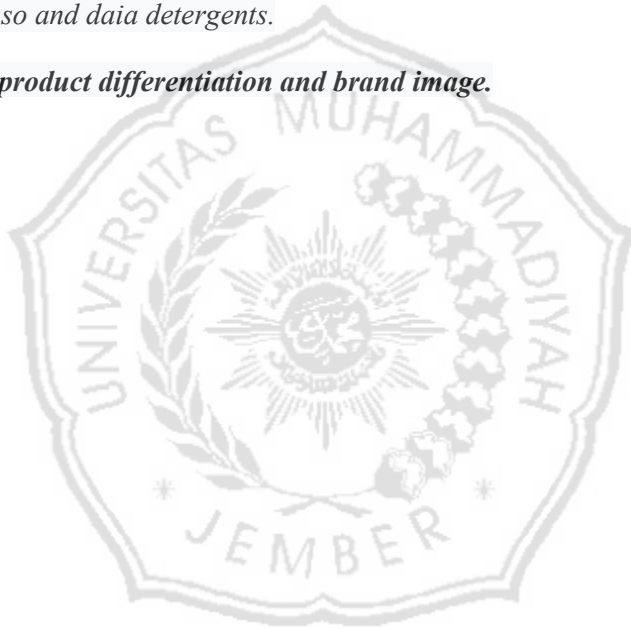 so and daia detergents.
product differentiation and brand image.
UNIVERSITAS MUHAMMADIYAH
JEMBER